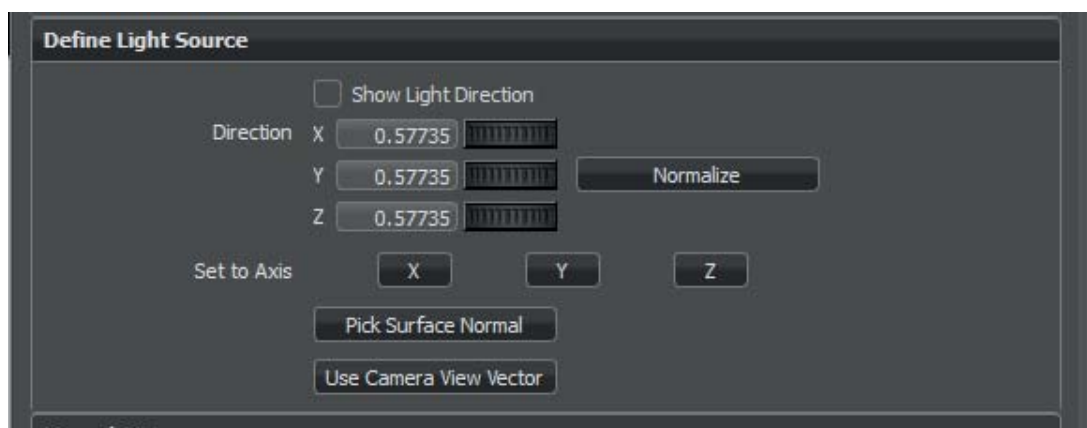 Define Light Source
Show Light Direction
Direction X 0.57735
Y 0.57735 Normalize
Z 0.57735
Set to Axis X Y Z
Pick Surface Normal
Use Camera View Vector